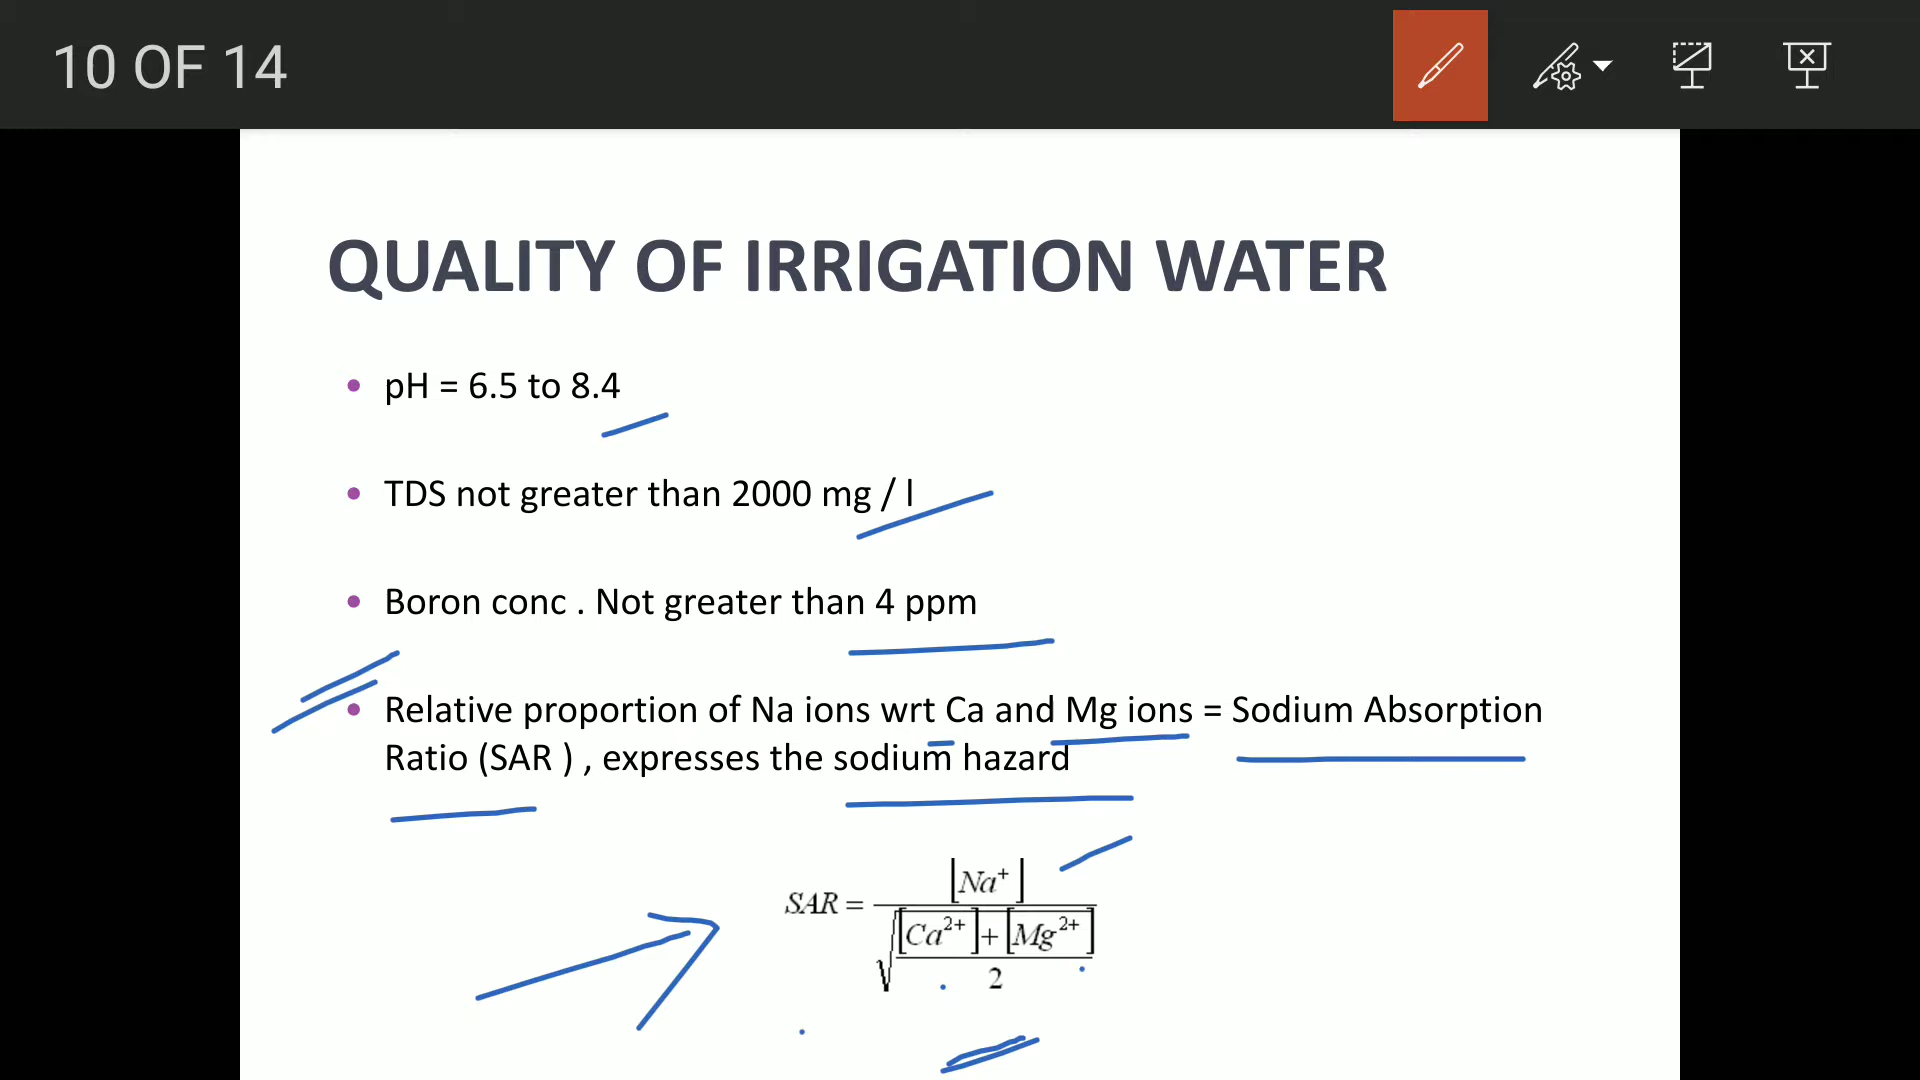 10 OF 14
QUALITY OF IRRIGATION WATER
• pH = 6.5 to 8.4
• TDS not greater than 2000 mg / l
• Boron conc . Not greater than 4 ppm
• Relative proportion of Na ions wrt Ca and Mg ions = Sodium Absorption
Ratio (SAR ) , expresses the sodium hazard
SAR = [Na⁺] / √(([Ca²⁺] + [Mg²⁺]) / 2)